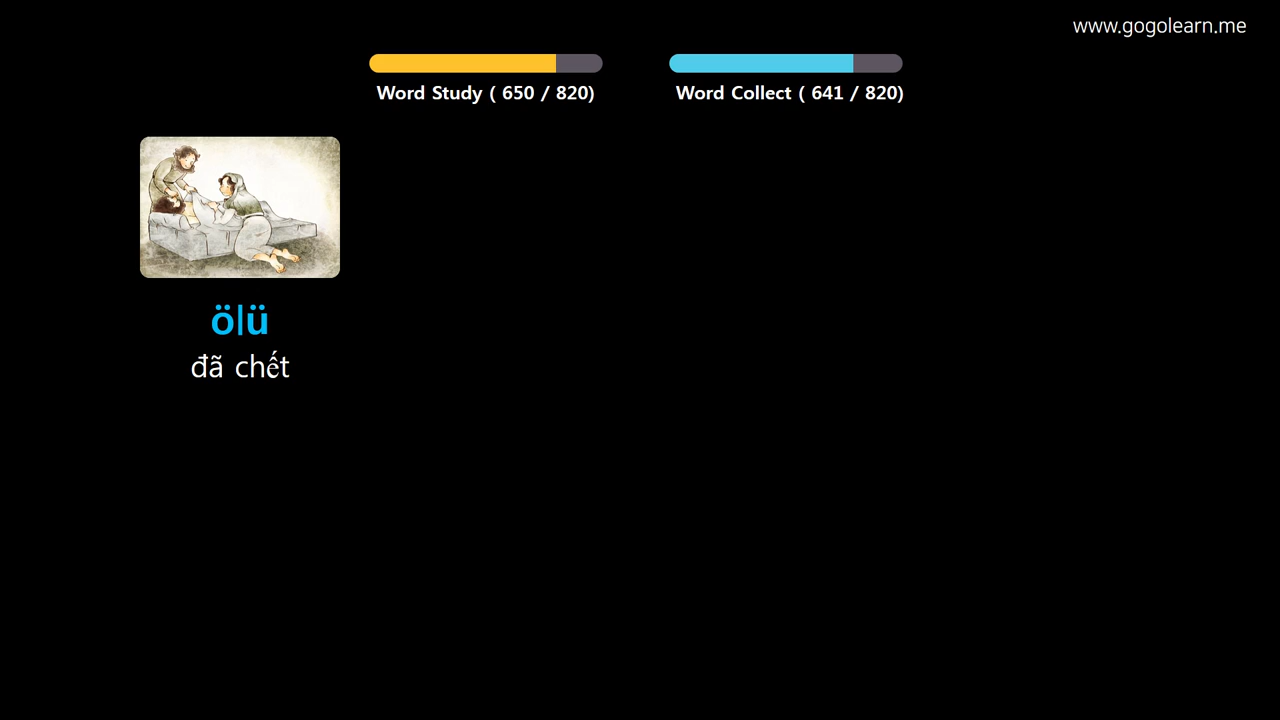 www.gogolearn.me
Word Study ( 650 / 820)
Word Collect ( 641 / 820)
ölü
đã chết